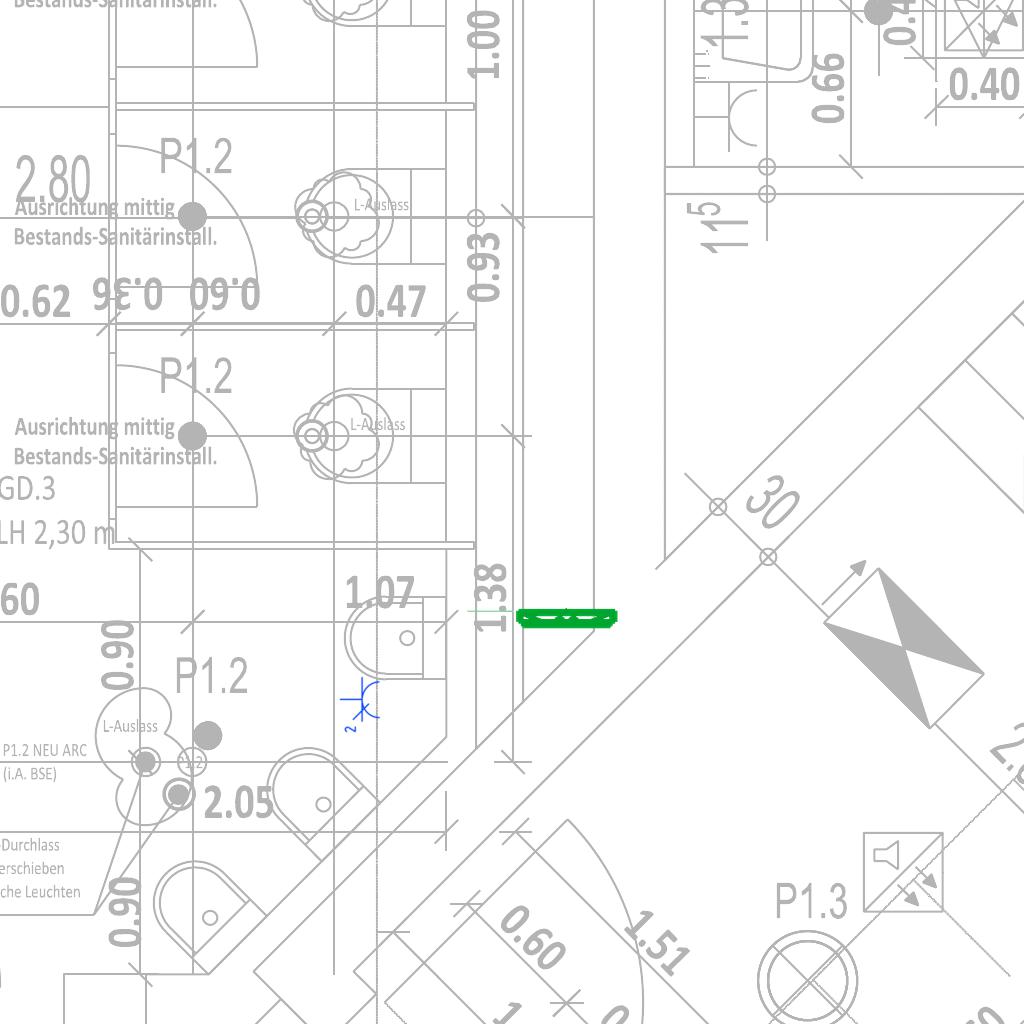 Bestands-Sanitärinstall.
1.00
0.66
0.40
P1.2
2.80
Ausrichtung mittig
Bestands-Sanitärinstall.
L-Auslass
11⁵
0.93
0.62
0.36
0.60
0.47
P1.2
Ausrichtung mittig
Bestands-Sanitärinstall.
L-Auslass
GD.3
LH 2,30 m
30
60
1.07
1.38
0.90
P1.2
L-Auslass
2
P1.2 NEU ARC
(i.A. BSE)
P1.2
2.05
-Durchlass
erschieben
che Leuchten
0.90
P1.3
0.60
1.51